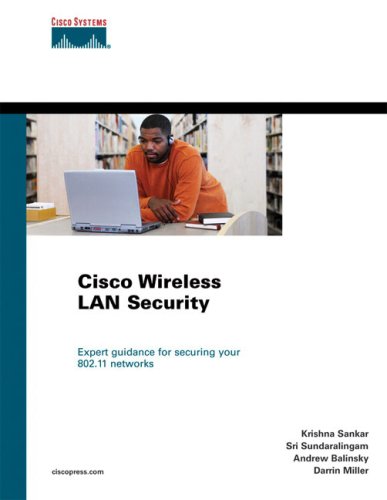 CISCO SYSTEMS
Cisco Wireless
LAN Security
Expert guidance for securing your
802.11 networks
Krishna Sankar
Sri Sundaralingam
Andrew Balinsky
Darrin Miller
ciscopress.com